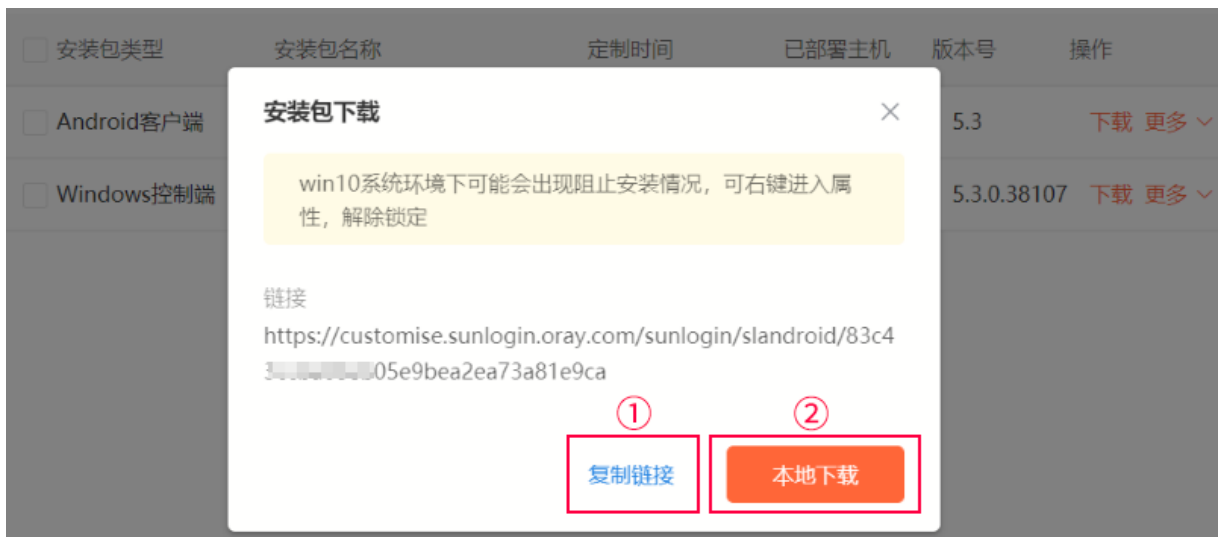 安装包类型 安装包名称 定制时间 已部署主机 版本号 操作
安装包下载
Android客户端 5.3 下载 更多
win10系统环境下可能会出现阻止安装情况，可右键进入属
性，解除锁定
Windows控制端 5.3.0.38107 下载 更多
链接
https://customise.sunlogin.oray.com/sunlogin/slandroid/83c4
05e9bea2ea73a81e9ca
① ②
复制链接 本地下载